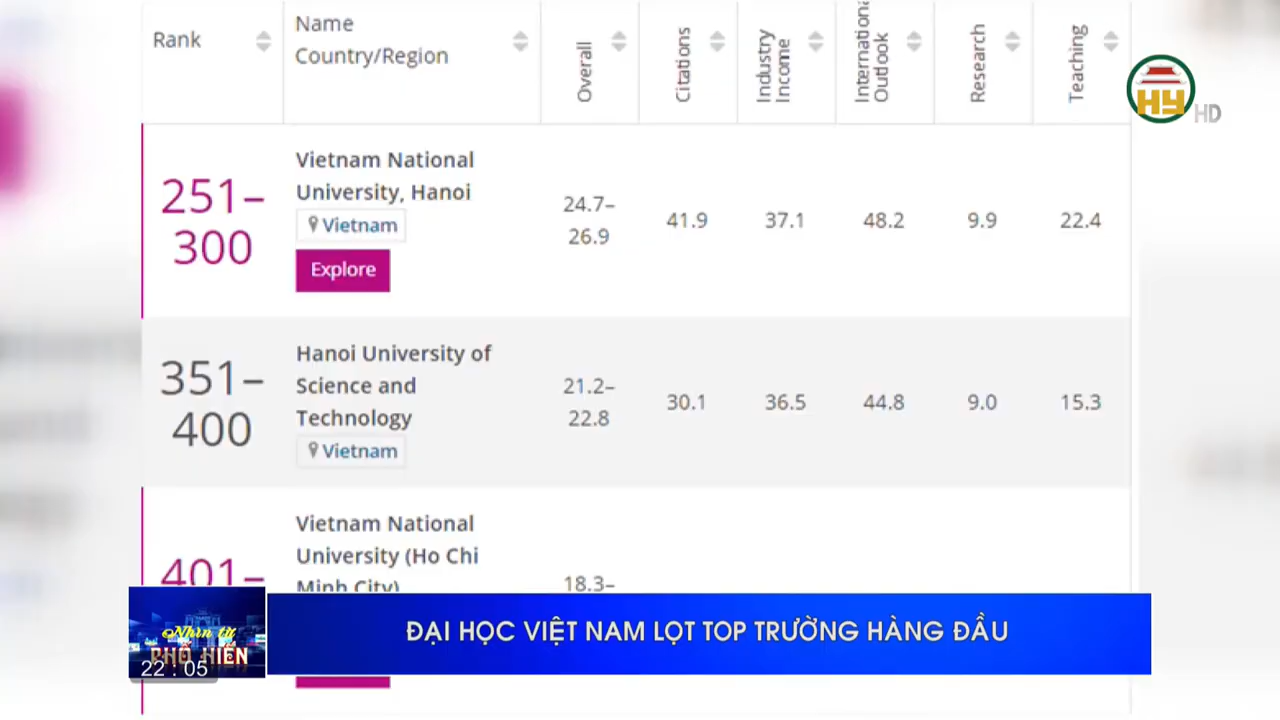 Rank
Name
Country/Region
Overall
Citations
Industry
Income
Internationa
Outlook
Research
Teaching
HY HD
251–
300
Vietnam National
University, Hanoi
Vietnam
Explore
24.7–
26.9
41.9
37.1
48.2
9.9
22.4
351–
400
Hanoi University of
Science and
Technology
Vietnam
21.2–
22.8
30.1
36.5
44.8
9.0
15.3
401–
Vietnam National
University (Ho Chi
Minh City)
18.3–
Nhìn từ
PHỐ HIẾN
22 : 05
ĐẠI HỌC VIỆT NAM LỌT TOP TRƯỜNG HÀNG ĐẦU